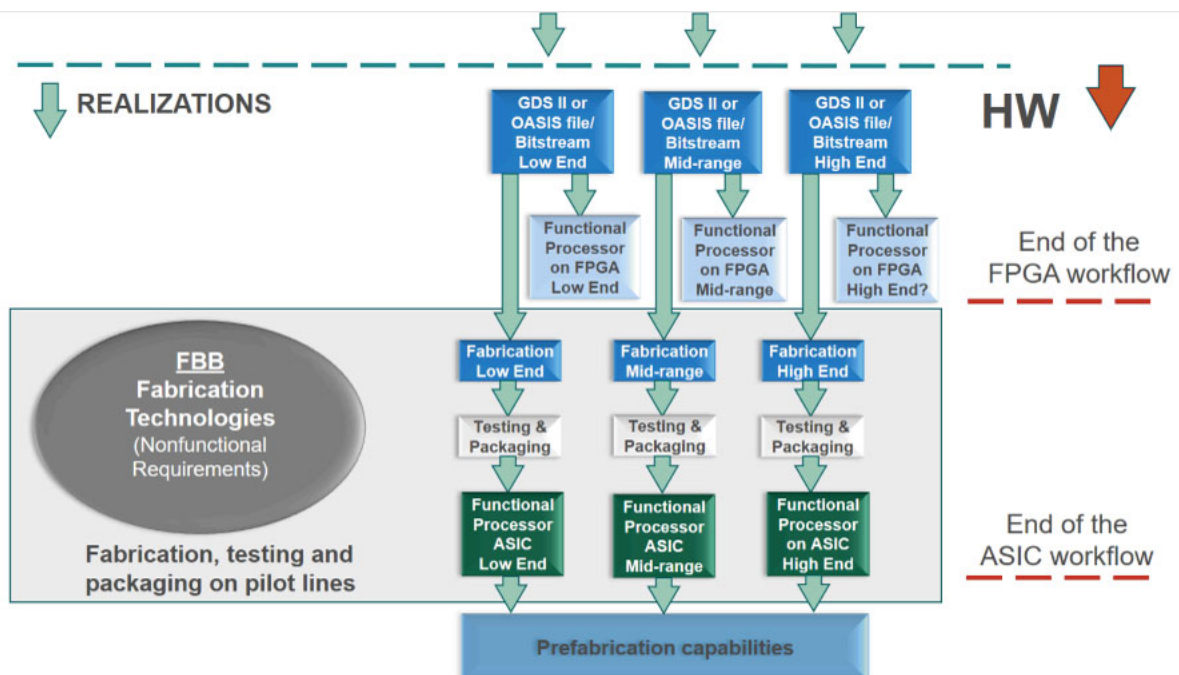 REALIZATIONS
HW
GDS II or
OASIS file/
Bitstream
Low End
GDS II or
OASIS file/
Bitstream
Mid-range
GDS II or
OASIS file/
Bitstream
High End
Functional
Processor
on FPGA
Low End
Functional
Processor
on FPGA
Mid-range
Functional
Processor
on FPGA
High End?
End of the
FPGA workflow
FBB
Fabrication
Technologies
(Nonfunctional
Requirements)
Fabrication, testing and
packaging on pilot lines
Fabrication
Low End
Fabrication
Mid-range
Fabrication
High End
Testing &
Packaging
Testing &
Packaging
Testing &
Packaging
Functional
Processor
ASIC
Low End
Functional
Processor
ASIC
Mid-range
Functional
Processor
on ASIC
High End
End of the
ASIC workflow
Prefabrication capabilities